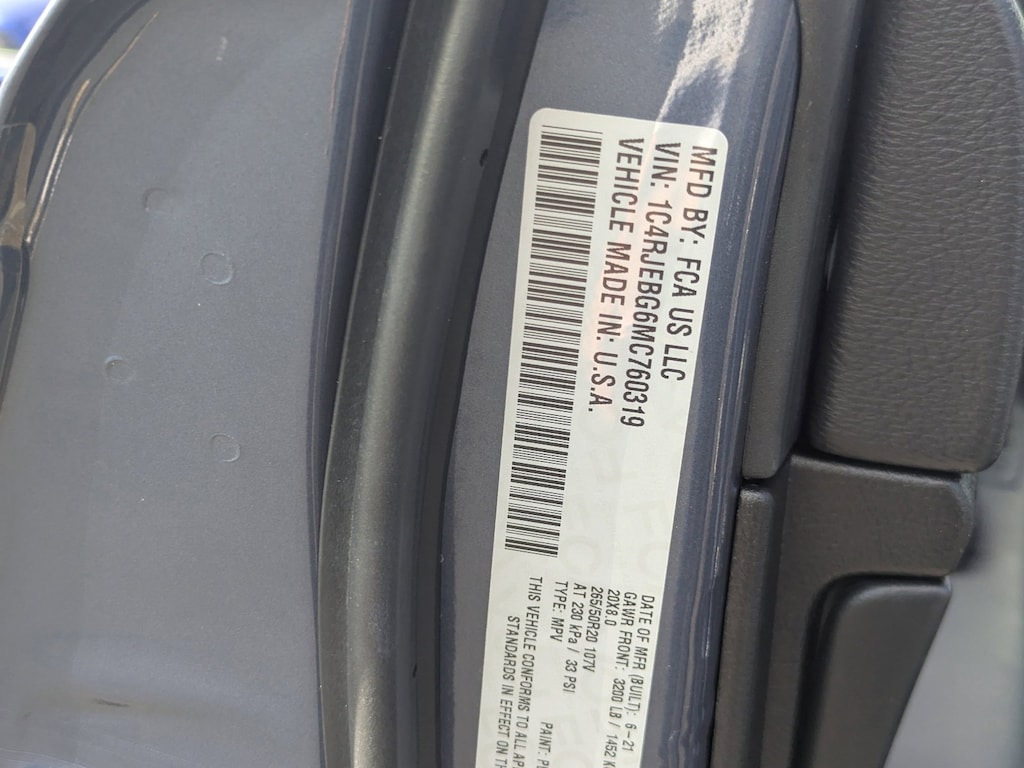 MFD BY: FCA US LLC
VIN: 1C4RJEBG6MC760319
VEHICLE MADE IN: U.S.A.
DATE OF MFR (BUILT): 6-21
GAWR FRONT: 3200 LB / 1452 K
20X8.0
265/50R20 107V
AT 230 kPa / 33 PSI
TYPE: MPV PAINT: P
THIS VEHICLE CONFORMS TO ALL AP
STANDARDS IN EFFECT ON TH